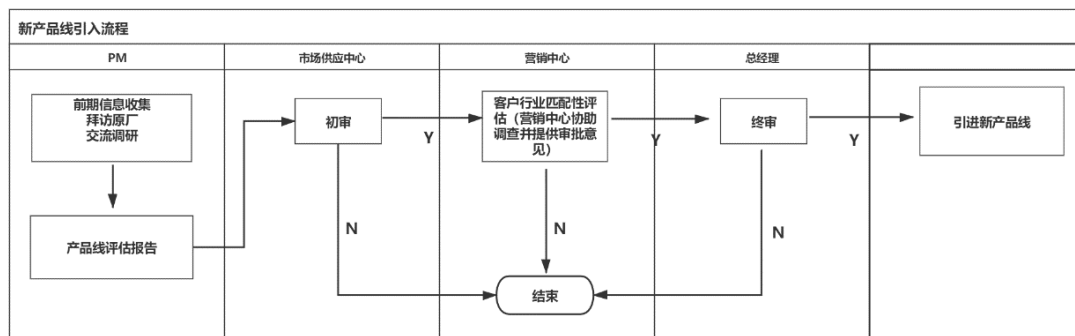 新产品线引入流程
PM
市场供应中心
营销中心
总经理
前期信息收集
拜访原厂
交流调研
产品线评估报告
初审
Y
N
客户行业匹配性评
估（营销中心协助
调查并提供审批意
见）
Y
N
终审
Y
N
引进新产品线
结束